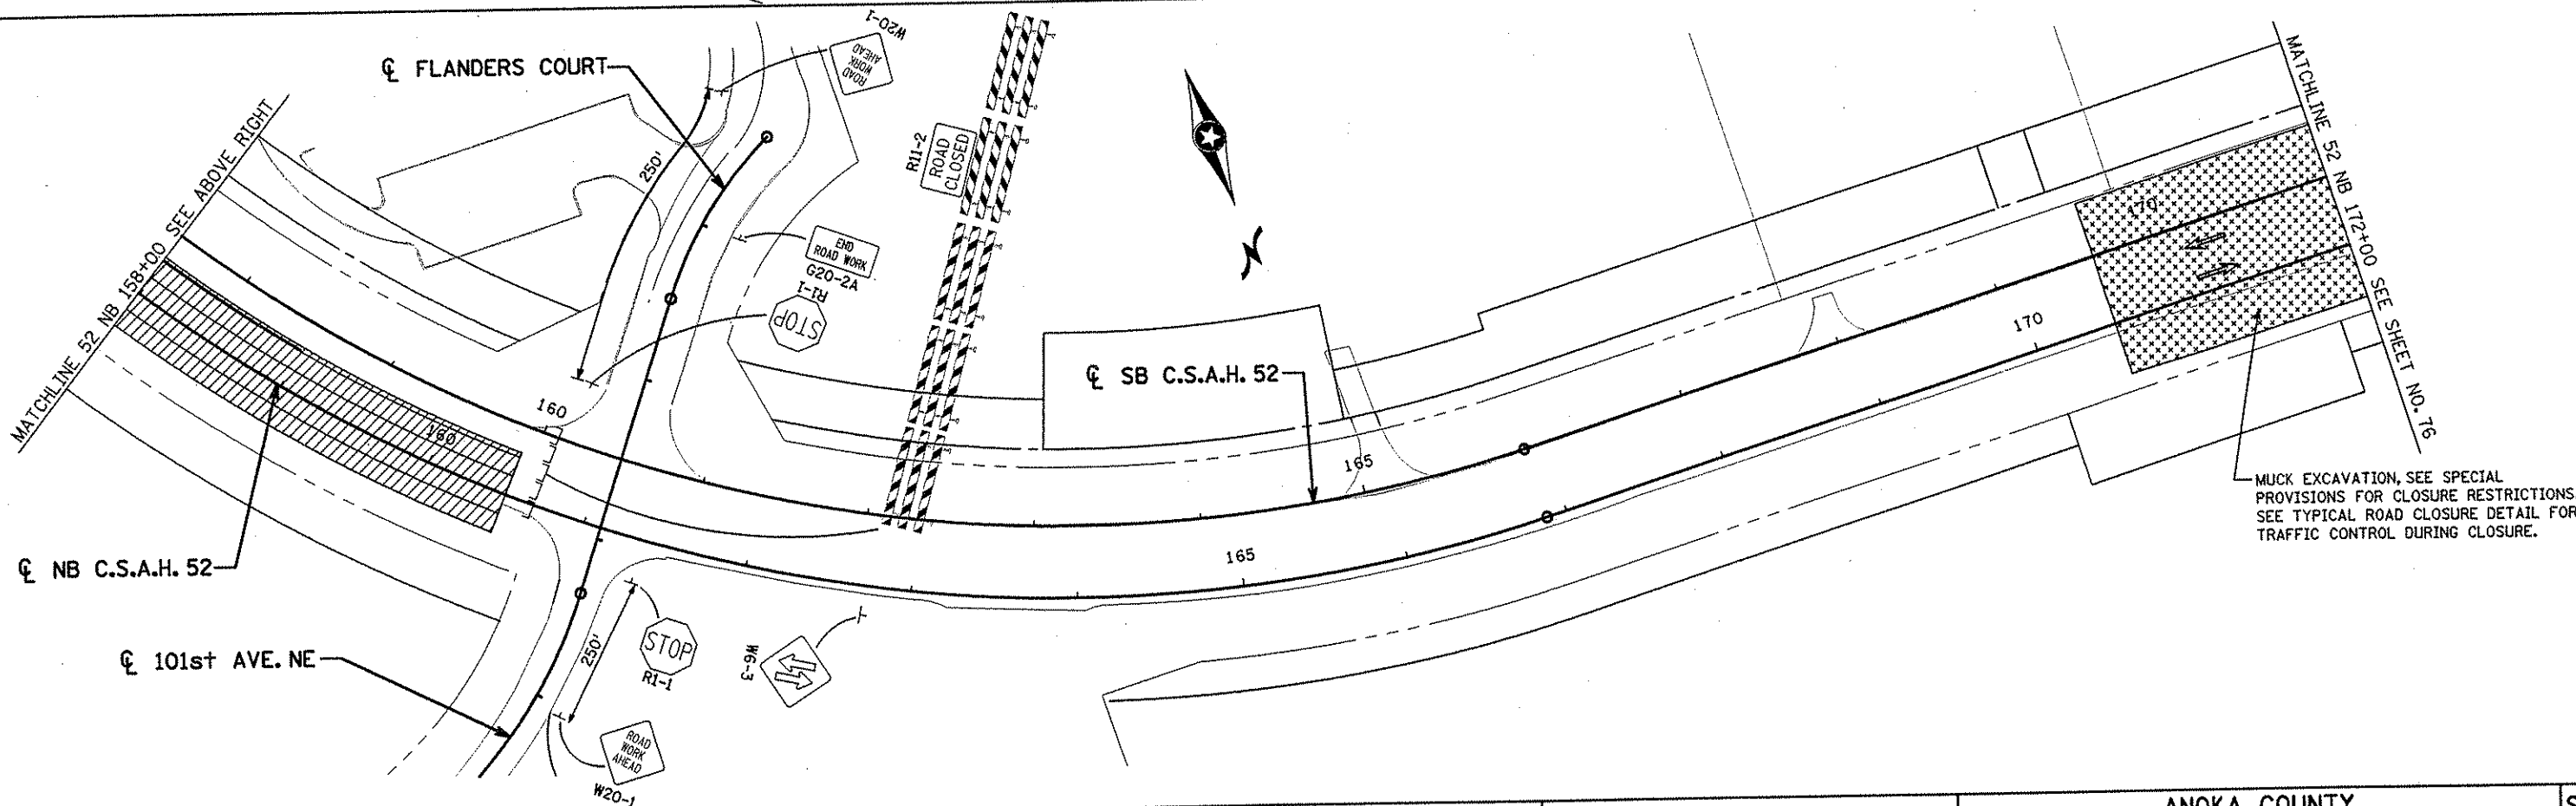 ℄ FLANDERS COURT
W20-1
ROAD
WORK
AHEAD
MATCHLINE 52 NB 158+00 SEE ABOVE RIGHT
250'
R11-2
ROAD
CLOSED
END
ROAD WORK
G20-2A
R1-1
STOP
N
MATCHLINE 52 NB 172+00 SEE SHEET NO. 76
170
℄ SB C.S.A.H. 52
170
160
160
165
165
℄ NB C.S.A.H. 52
MUCK EXCAVATION, SEE SPECIAL
PROVISIONS FOR CLOSURE RESTRICTIONS
SEE TYPICAL ROAD CLOSURE DETAIL FOR
TRAFFIC CONTROL DURING CLOSURE.
℄ 101st AVE. NE
250'
STOP
R1-1
W6-3
ROAD
WORK
AHEAD
W20-1
ANOKA COUNTY